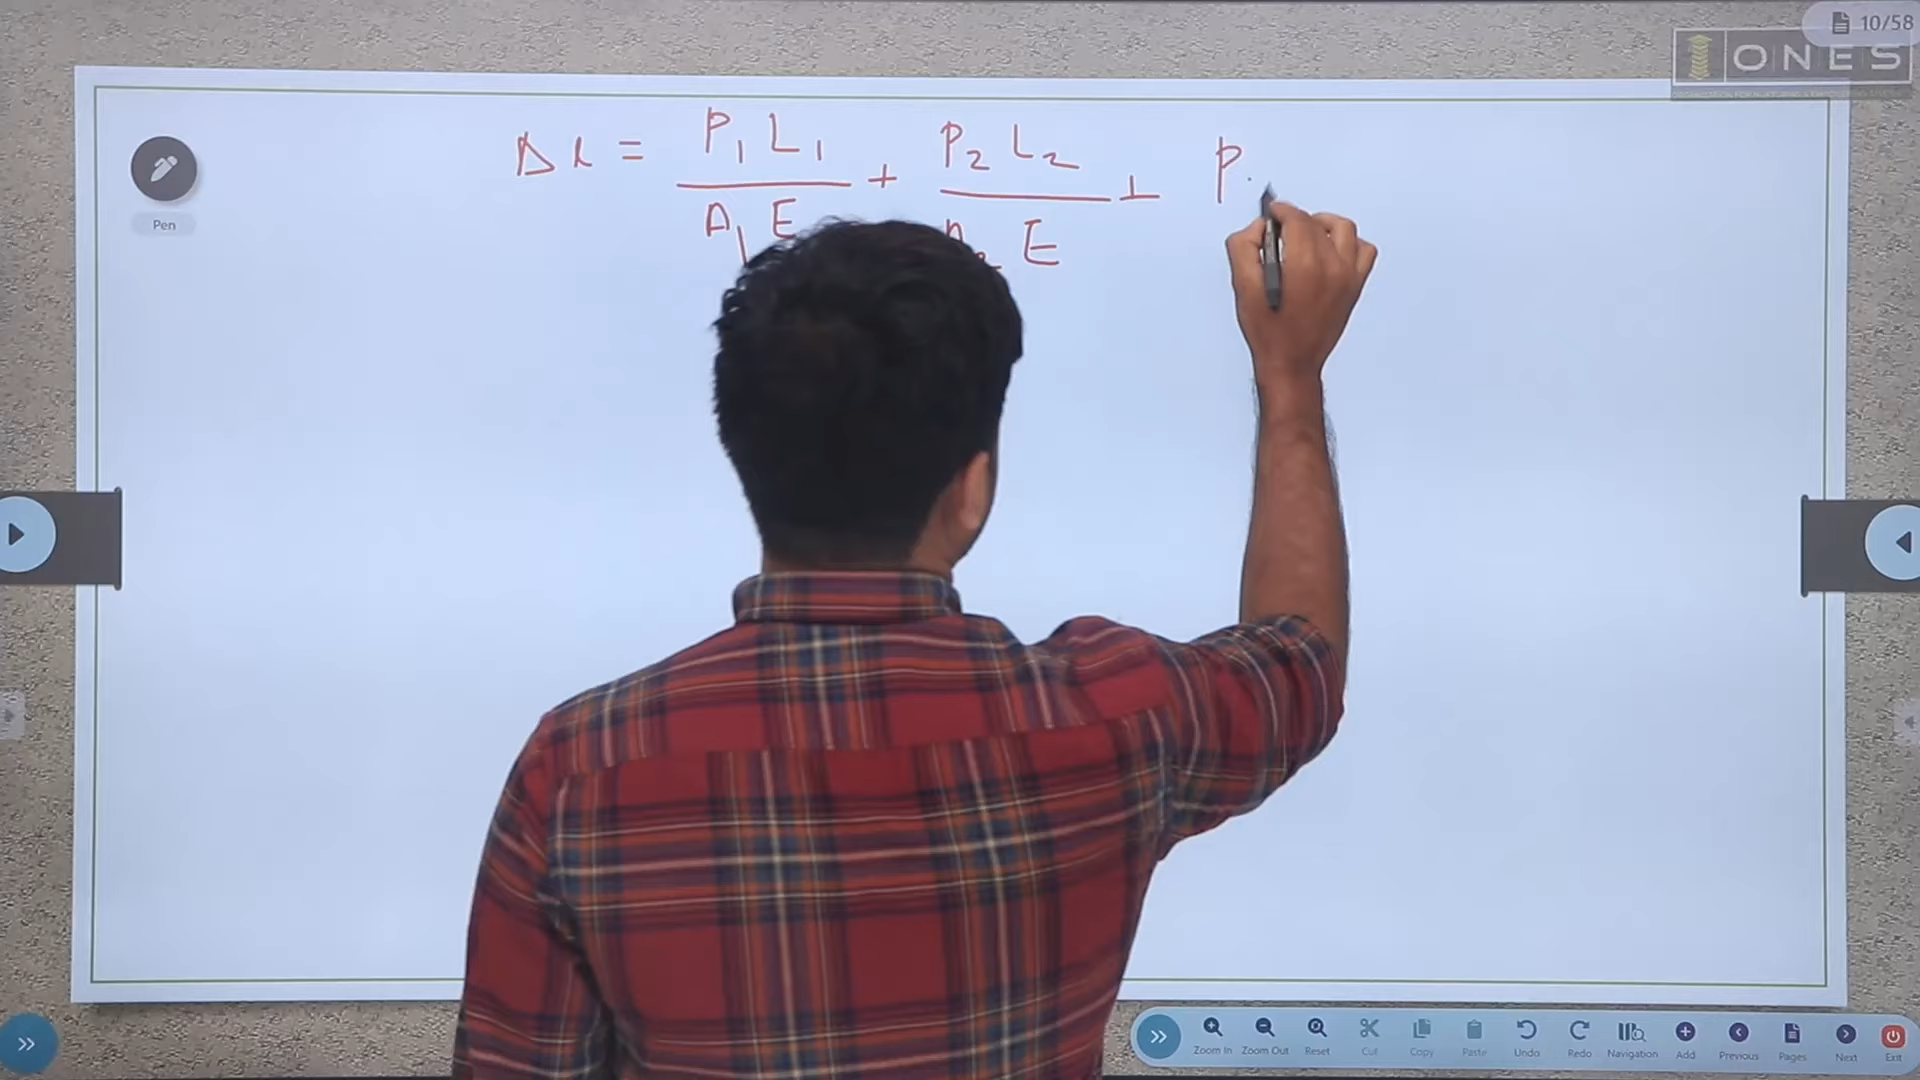 10/58
ONES
Δl = P₁L₁/A₁E + P₂L₂/A₂E + P
Pen
Zoom In Zoom Out Reset Cut Copy Paste Undo Redo Navigation Add Previous Pages Next Exit